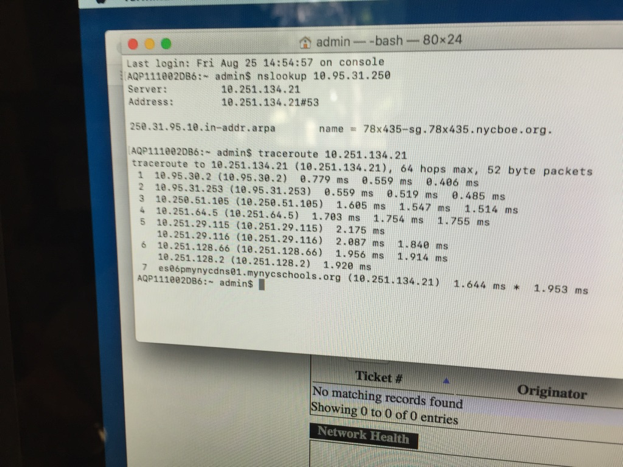 admin — -bash — 80×24
Last login: Fri Aug 25 14:54:57 on console
AQP111002DB6:~ admin$ nslookup 10.95.31.250
Server: 10.251.134.21
Address: 10.251.134.21#53
250.31.95.10.in-addr.arpa name = 78x435-sg.78x435.nycboe.org.
AQP111002DB6:~ admin$ traceroute 10.251.134.21
traceroute to 10.251.134.21 (10.251.134.21), 64 hops max, 52 byte packets
1 10.95.30.2 (10.95.30.2) 0.779 ms 0.559 ms 0.406 ms
2 10.95.31.253 (10.95.31.253) 0.559 ms 0.519 ms 0.485 ms
3 10.250.51.105 (10.250.51.105) 1.605 ms 1.547 ms 1.514 ms
4 10.251.64.5 (10.251.64.5) 1.703 ms 1.754 ms 1.755 ms
5 10.251.29.115 (10.251.29.115) 2.175 ms
10.251.29.116 (10.251.29.116) 2.087 ms 1.840 ms
6 10.251.128.66 (10.251.128.66) 1.956 ms 1.914 ms
10.251.128.2 (10.251.128.2) 1.920 ms
7 es06pmynycdns01.mynycschools.org (10.251.134.21) 1.644 ms * 1.953 ms
AQP111002DB6:~ admin$
Ticket # Originator
No matching records found
Showing 0 to 0 of 0 entries
Network Health